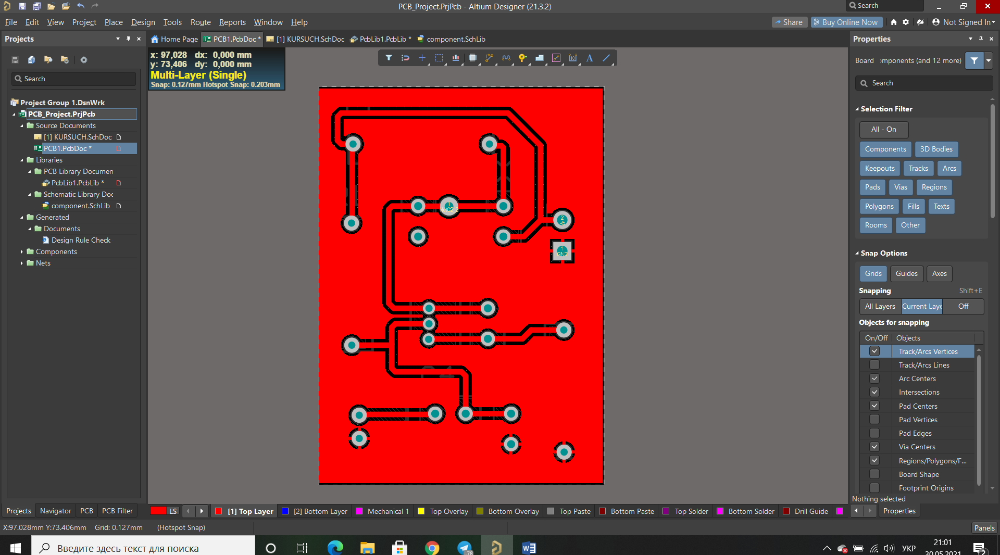 PCB_Project.PrjPcb - Altium Designer (21.3.2)
Search
File Edit View Project Place Design Tools Route Reports Window Help
Share
Buy Online Now
Not Signed In
Projects
Home Page
PCB1.PcbDoc *
[1] KURSUCH.SchDoc
PcbLib1.PcbLib *
component.SchLib
Properties
x: 97,028 dx: 0,000 mm
y: 73,406 dy: 0,000 mm
Multi-Layer (Single)
Snap: 0.127mm Hotspot Snap: 0.203mm
Search
Project Group 1.DsnWrk
PCB_Project.PrjPcb
Source Documents
[1] KURSUCH.SchDoc
PCB1.PcbDoc *
Libraries
PCB Library Documen
PcbLib1.PcbLib *
Schematic Library Doc
component.SchLib
Generated
Documents
Design Rule Check
Components
Nets
1
2
1
GND
Board
mponents (and 12 more)
Search
Selection Filter
All - On
Components 3D Bodies
Keepouts Tracks Arcs
Pads Vias Regions
Polygons Fills Texts
Rooms Other
Snap Options
Grids Guides Axes
Snapping Shift+E
All Layers Current Laye Off
Objects for snapping
On/Off Objects
Track/Arcs Vertices
Track/Arcs Lines
Arc Centers
Intersections
Pad Centers
Pad Vertices
Pad Edges
Via Centers
Regions/Polygons/F...
Board Shape
Footprint Origins
Nothing selected
Projects Navigator PCB PCB Filter
LS
[1] Top Layer
[2] Bottom Layer
Mechanical 1
Top Overlay
Bottom Overlay
Top Paste
Bottom Paste
Top Solder
Bottom Solder
Drill Guide
Properties
X:97.028mm Y:73.406mm Grid: 0.127mm (Hotspot Snap)
Panels
Введите здесь текст для поиска
78
УКР
21:01
30.05.2021
2